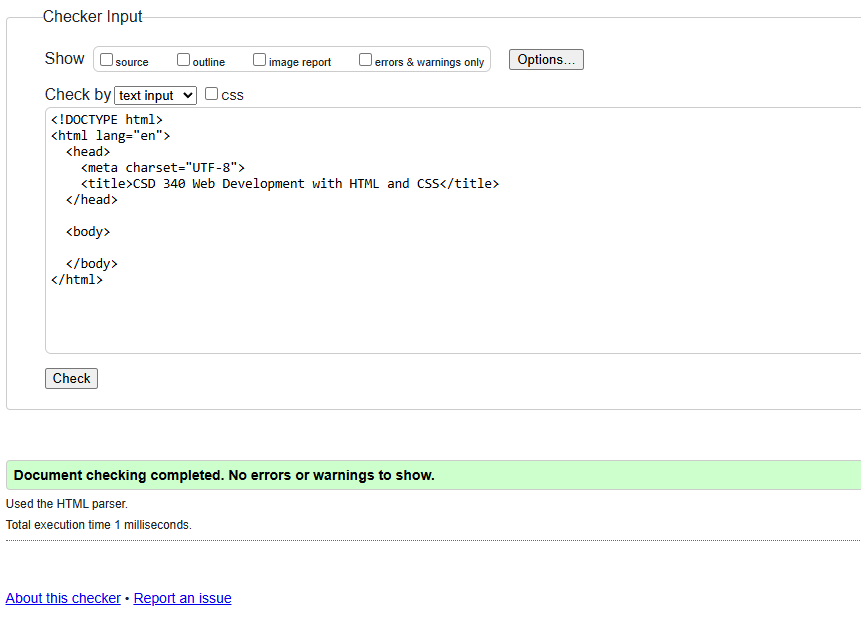 Checker Input
Show source outline image report errors & warnings only Options...
Check by text input CSS
<!DOCTYPE html>
<html lang="en">
  <head>
    <meta charset="UTF-8">
    <title>CSD 340 Web Development with HTML and CSS</title>
  </head>

  <body>

  </body>
</html>
Check
Document checking completed. No errors or warnings to show.
Used the HTML parser.
Total execution time 1 milliseconds.
About this checker • Report an issue